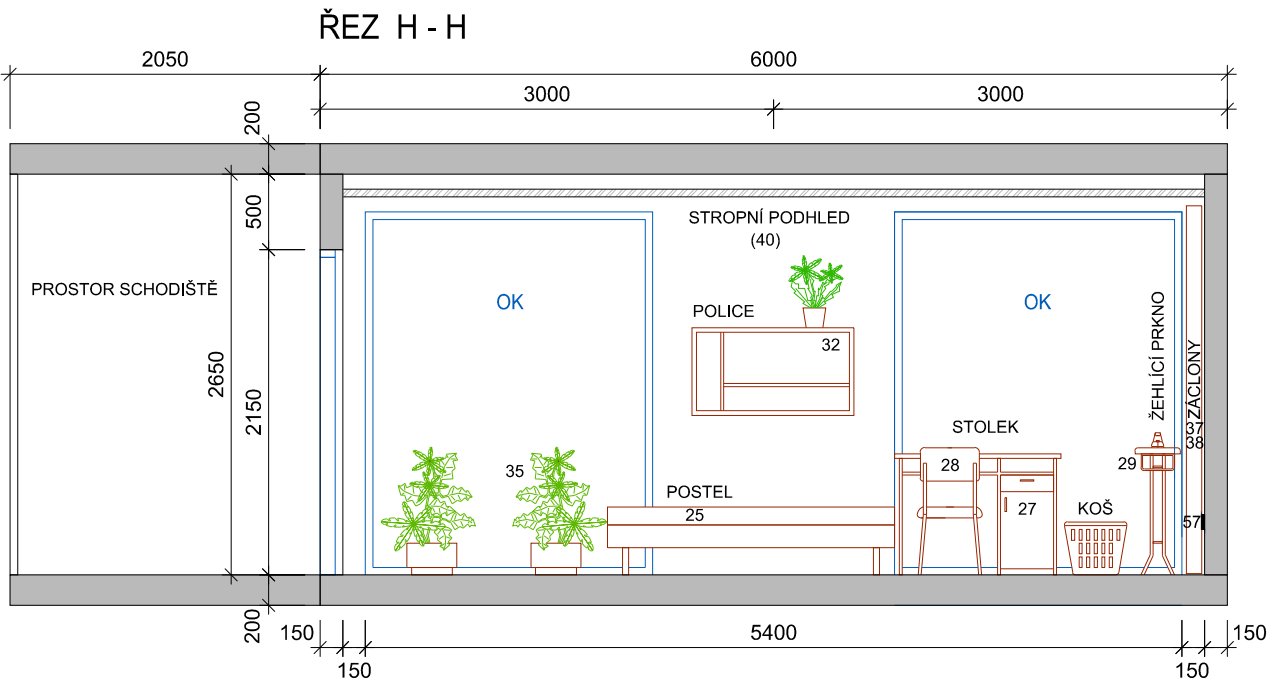 ŘEZ H - H
2050
6000
3000
3000
200
500
2650
2150
200
PROSTOR SCHODIŠTĚ
STROPNÍ PODHLED
(40)
OK
OK
POLICE
32
ŽEHLÍCÍ PRKNO
ZÁCLONY
37
38
STOLEK
28
29
35
POSTEL
25
27
KOŠ
57
150
150
5400
150
150